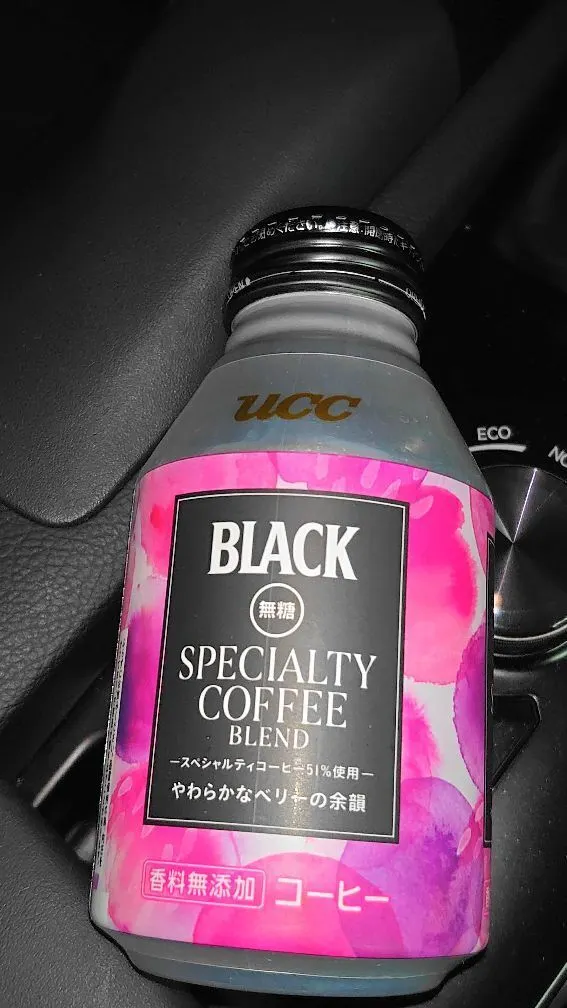 ucc
ECO
BLACK
無糖
SPECIALTY
COFFEE
BLEND
ースペシャルティコーヒー51%使用ー
やわらかなベリーの余韻
香料無添加 コーヒー